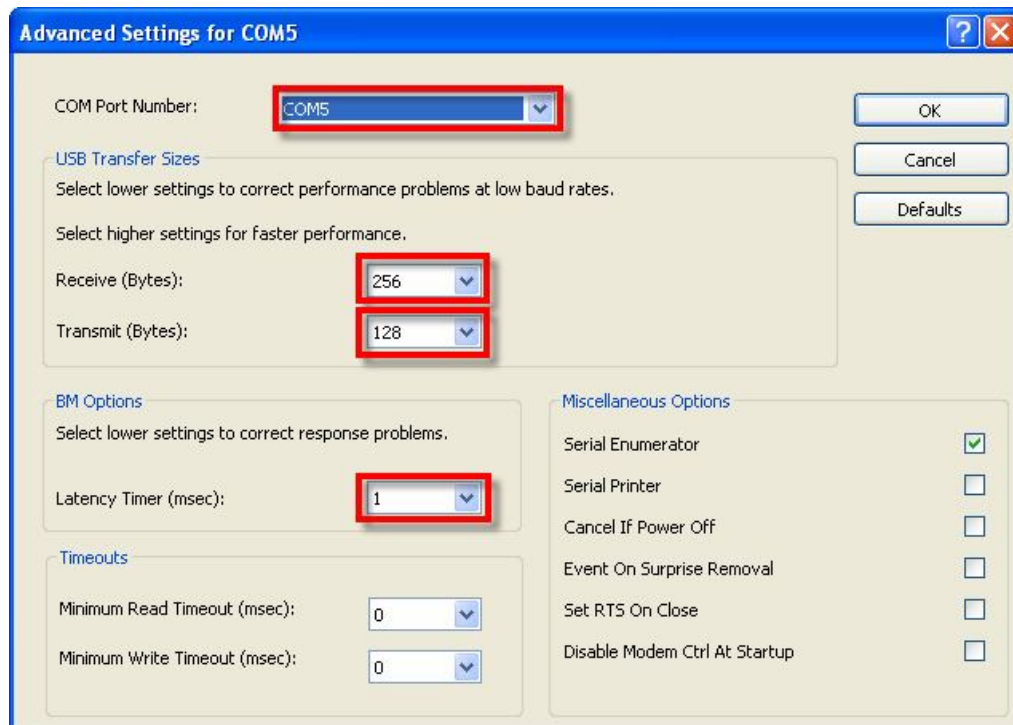 Advanced Settings for COM5
COM Port Number:
COM5
OK
Cancel
Defaults
USB Transfer Sizes
Select lower settings to correct performance problems at low baud rates.
Select higher settings for faster performance.
Receive (Bytes):
256
Transmit (Bytes):
128
BM Options
Select lower settings to correct response problems.
Latency Timer (msec):
1
Timeouts
Minimum Read Timeout (msec):
0
Minimum Write Timeout (msec):
0
Miscellaneous Options
Serial Enumerator
Serial Printer
Cancel If Power Off
Event On Surprise Removal
Set RTS On Close
Disable Modem Ctrl At Startup